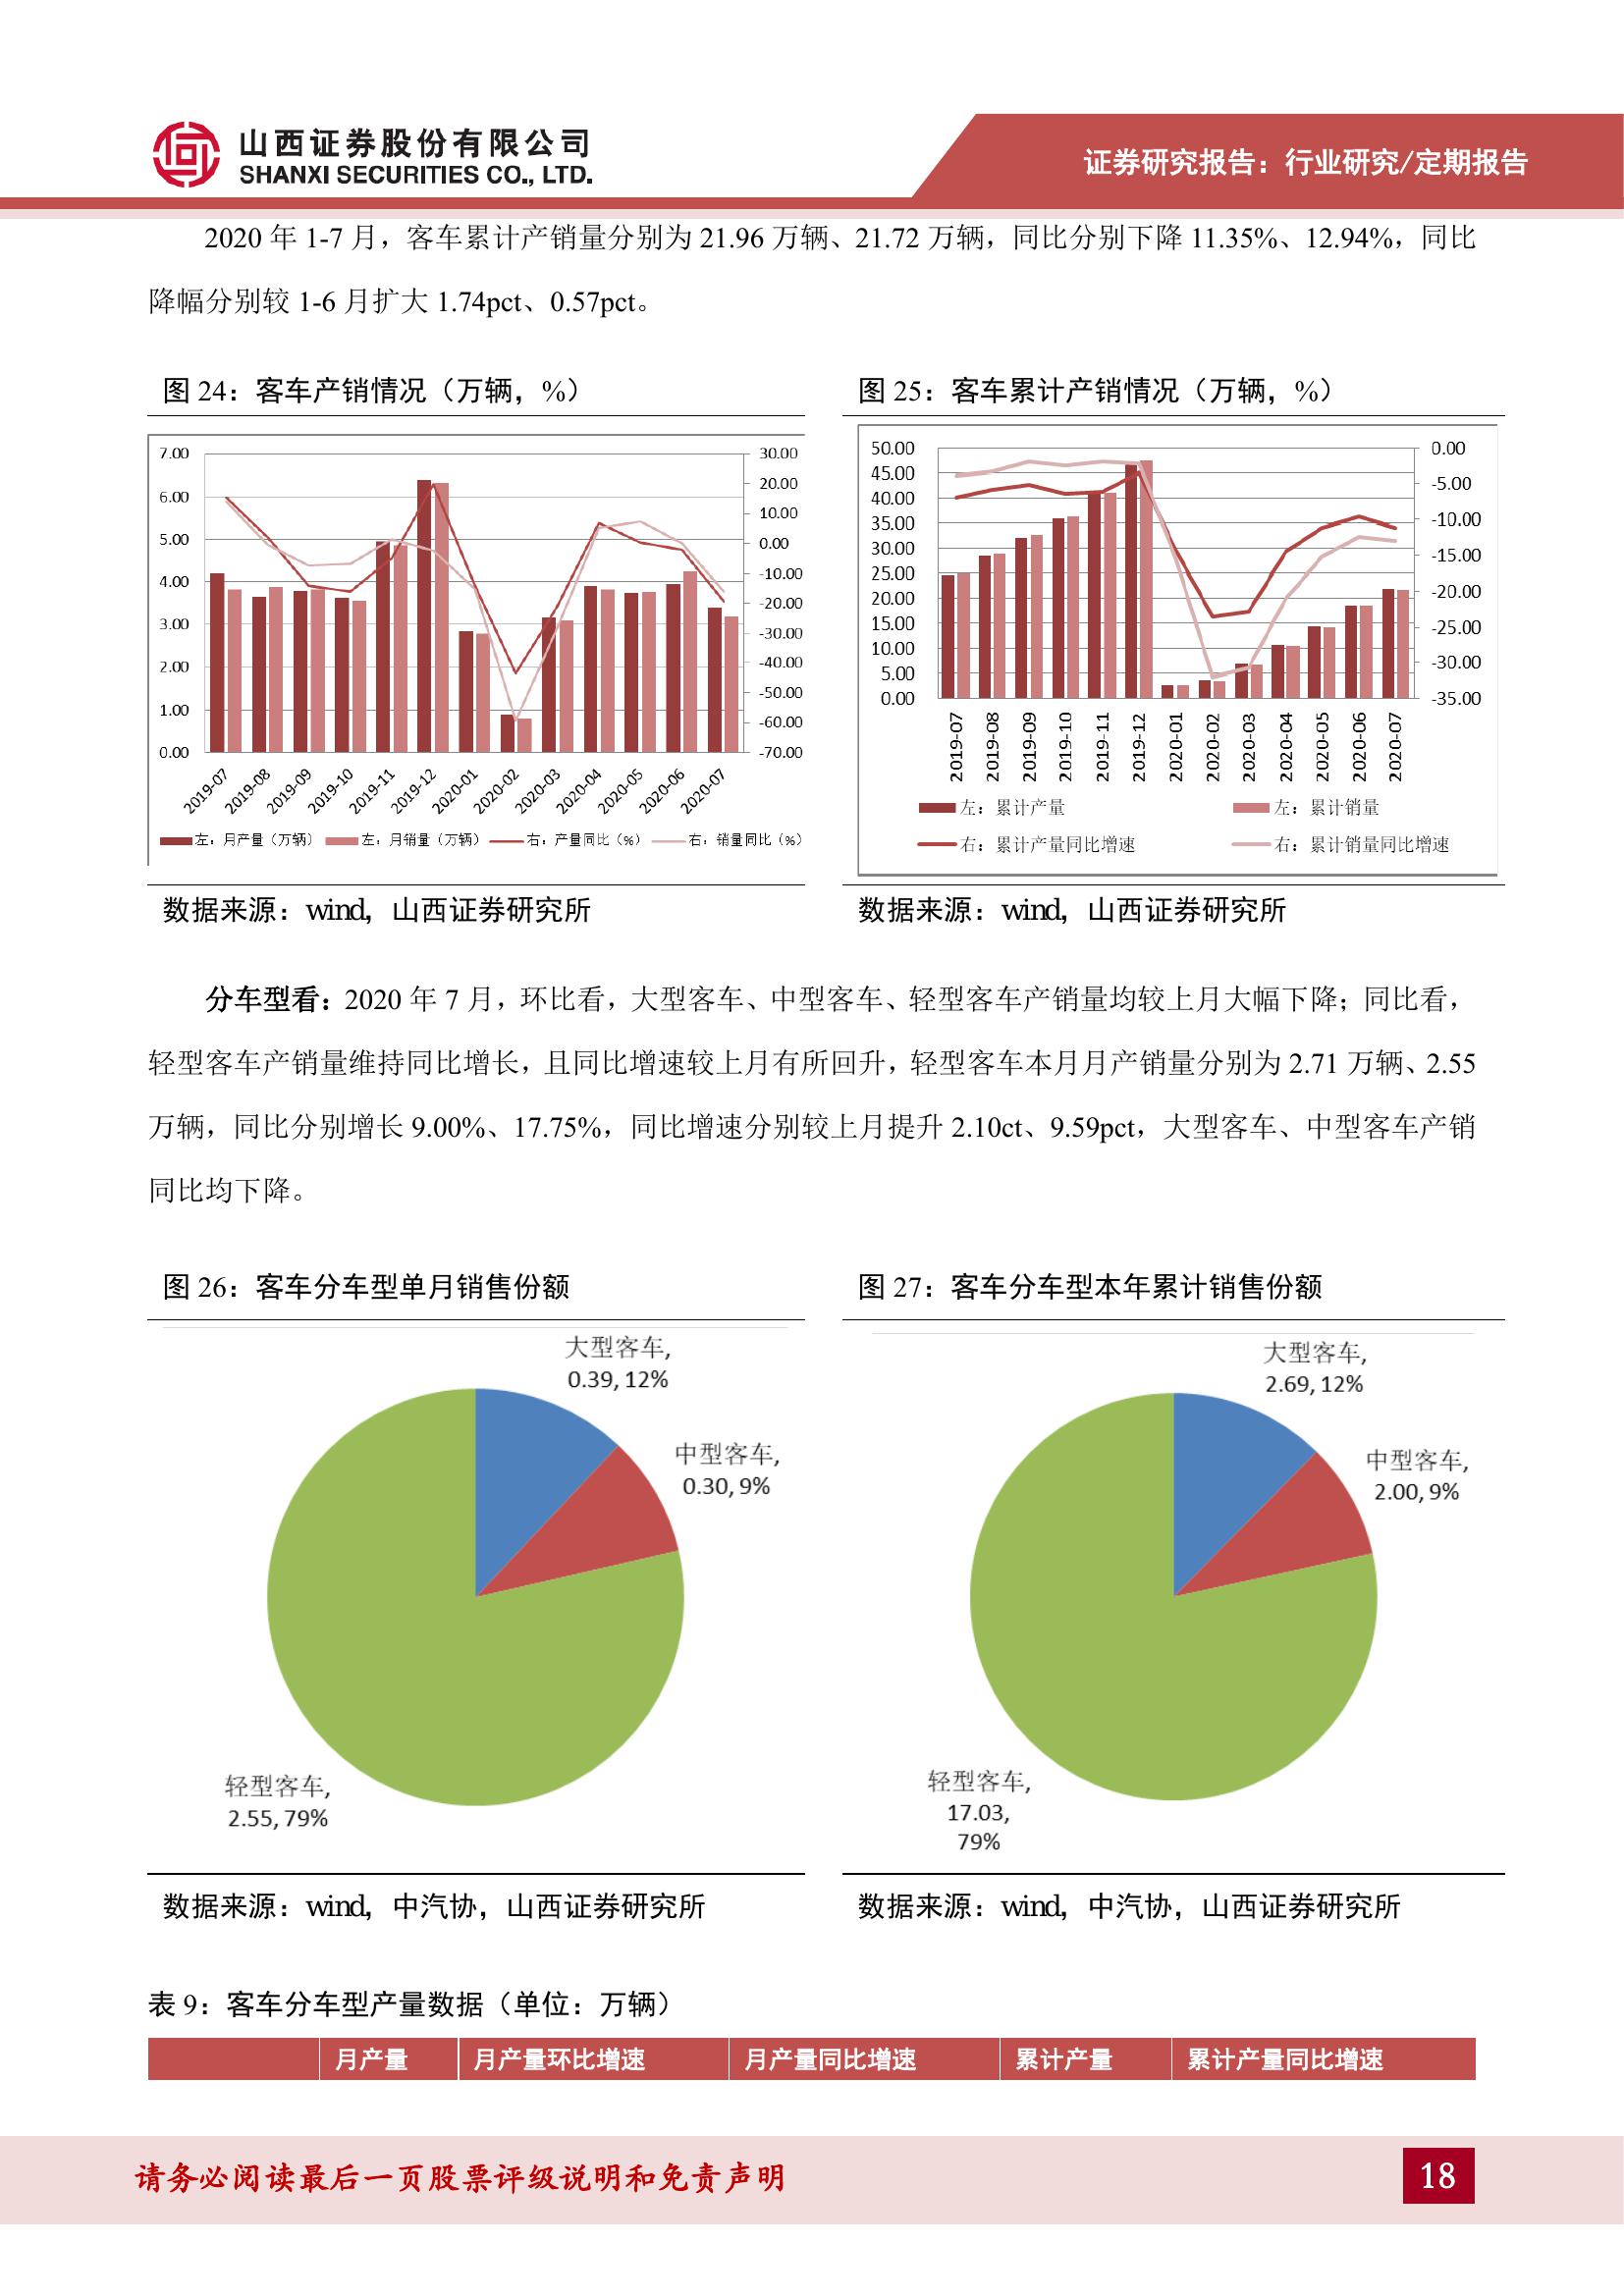 山西证券股份有限公司
SHANXI SECURITIES CO., LTD.
证券研究报告：行业研究/定期报告
2020 年 1-7 月，客车累计产销量分别为 21.96 万辆、21.72 万辆，同比分别下降 11.35%、12.94%，同比
降幅分别较 1-6 月扩大 1.74pct、0.57pct。
图 24：客车产销情况（万辆，%）
7.00
6.00
5.00
4.00
3.00
2.00
1.00
0.00
30.00
20.00
10.00
0.00
-10.00
-20.00
-30.00
-40.00
-50.00
-60.00
-70.00
2019-07
2019-08
2019-09
2019-10
2019-11
2019-12
2020-01
2020-02
2020-03
2020-04
2020-05
2020-06
2020-07
左：月产量（万辆） 左：月销量（万辆） 右：产量同比（%） 右：销量同比（%）
数据来源：wind，山西证券研究所
图 25：客车累计产销情况（万辆，%）
50.00
45.00
40.00
35.00
30.00
25.00
20.00
15.00
10.00
5.00
0.00
0.00
-5.00
-10.00
-15.00
-20.00
-25.00
-30.00
-35.00
2019-07
2019-08
2019-09
2019-10
2019-11
2019-12
2020-01
2020-02
2020-03
2020-04
2020-05
2020-06
2020-07
左：累计产量 左：累计销量
右：累计产量同比增速 右：累计销量同比增速
数据来源：wind，山西证券研究所
分车型看：2020 年 7 月，环比看，大型客车、中型客车、轻型客车产销量均较上月大幅下降；同比看，
轻型客车产销量维持同比增长，且同比增速较上月有所回升，轻型客车本月月产销量分别为 2.71 万辆、2.55
万辆，同比分别增长 9.00%、17.75%，同比增速分别较上月提升 2.10ct、9.59pct，大型客车、中型客车产销
同比均下降。
图 26：客车分车型单月销售份额
大型客车,
0.39, 12%
中型客车,
0.30, 9%
轻型客车,
2.55, 79%
数据来源：wind，中汽协，山西证券研究所
图 27：客车分车型本年累计销售份额
大型客车,
2.69, 12%
中型客车,
2.00, 9%
轻型客车,
17.03,
79%
数据来源：wind，中汽协，山西证券研究所
表 9：客车分车型产量数据（单位：万辆）
月产量 月产量环比增速 月产量同比增速 累计产量 累计产量同比增速
请务必阅读最后一页股票评级说明和免责声明
18